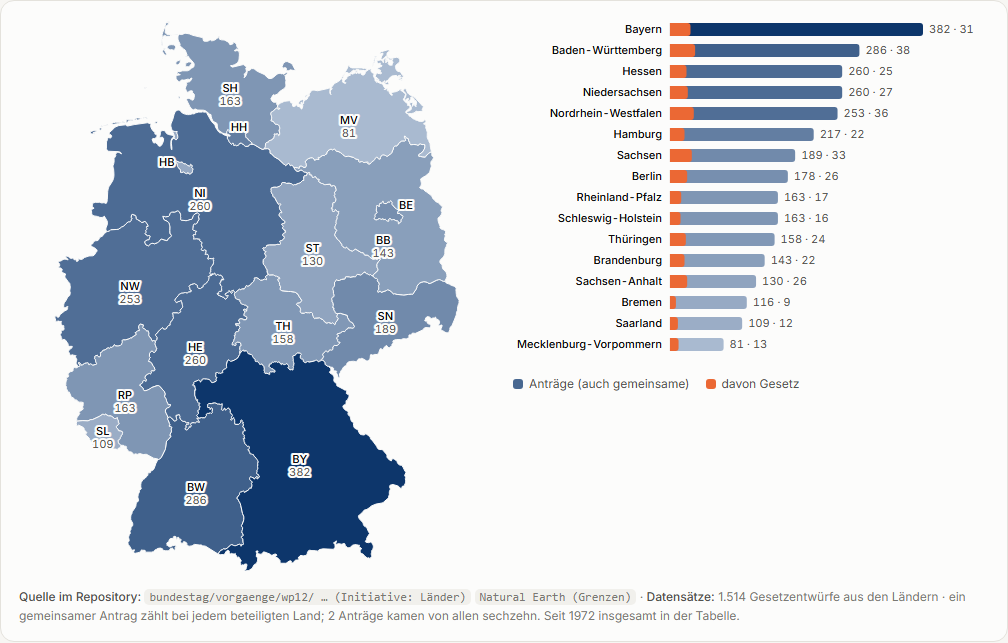 SH
163
HH
MV
81
HB
NI
260
BE
BB
143
ST
130
NW
253
SN
189
TH
158
HE
260
RP
163
SL
109
BY
382
BW
286
Bayern 382 · 31
Baden-Württemberg 286 · 38
Hessen 260 · 25
Niedersachsen 260 · 27
Nordrhein-Westfalen 253 · 36
Hamburg 217 · 22
Sachsen 189 · 33
Berlin 178 · 26
Rheinland-Pfalz 163 · 17
Schleswig-Holstein 163 · 16
Thüringen 158 · 24
Brandenburg 143 · 22
Sachsen-Anhalt 130 · 26
Bremen 116 · 9
Saarland 109 · 12
Mecklenburg-Vorpommern 81 · 13
Anträge (auch gemeinsame) davon Gesetz
Quelle im Repository: bundestag/vorgaenge/wp12/ … (Initiative: Länder) Natural Earth (Grenzen) · Datensätze: 1.514 Gesetzentwürfe aus den Ländern · ein
gemeinsamer Antrag zählt bei jedem beteiligten Land; 2 Anträge kamen von allen sechzehn. Seit 1972 insgesamt in der Tabelle.